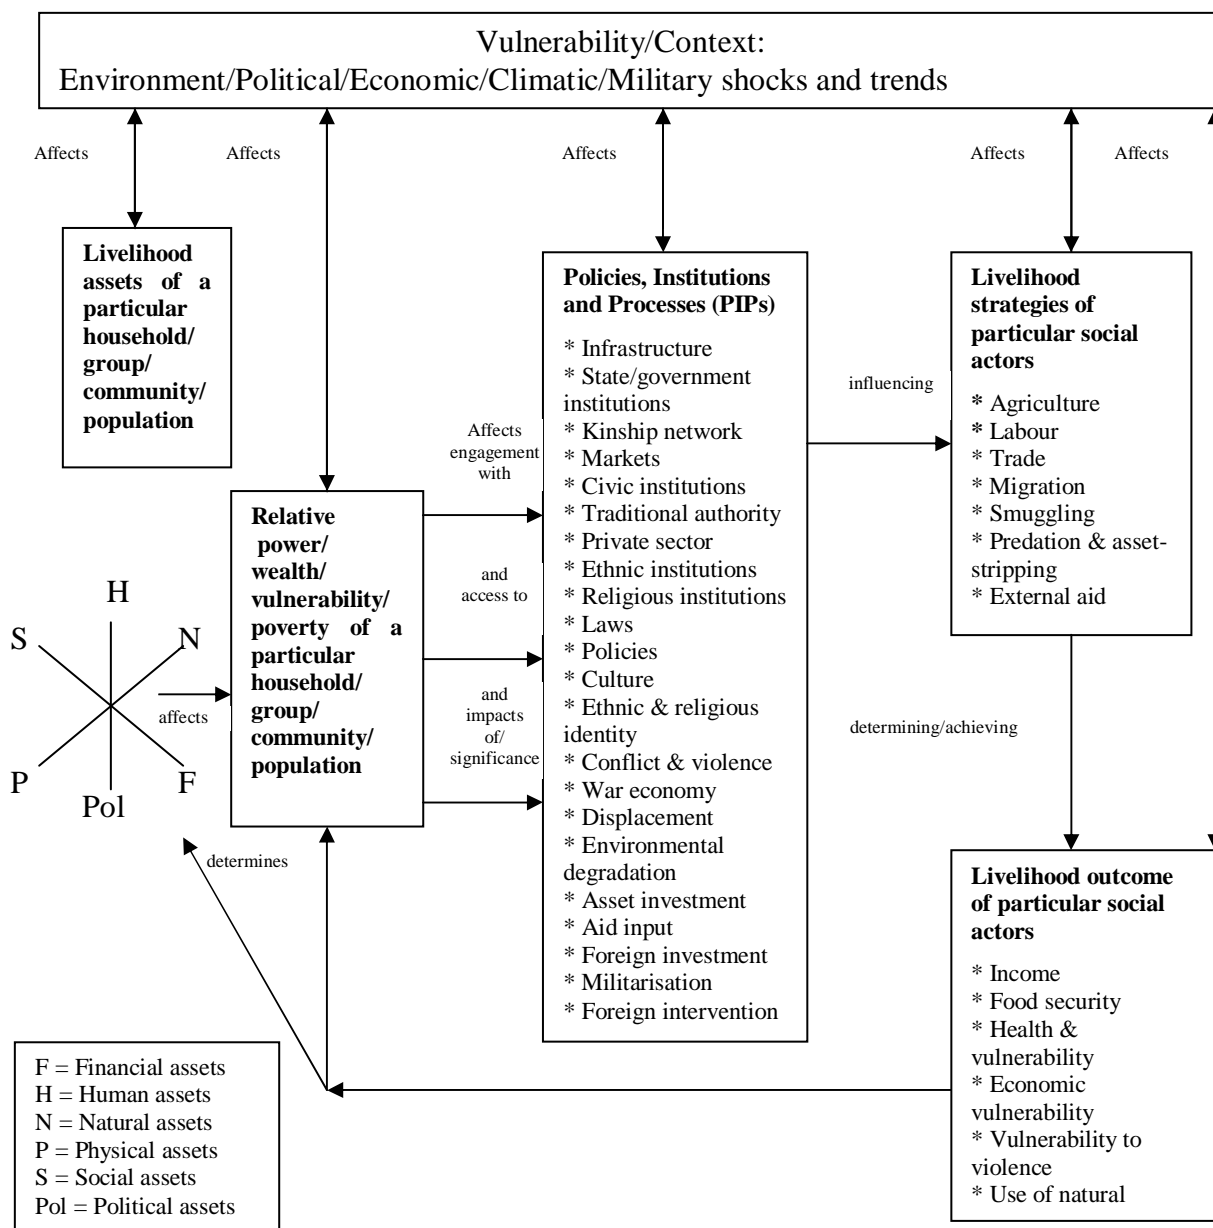 Vulnerability/Context:
Environment/Political/Economic/Climatic/Military shocks and trends
Affects
Affects
Affects
Affects
Affects
Livelihood
assets of a
particular
household/
group/
community/
population
H
S
N
P
F
Pol
affects
Relative
power/
wealth/
vulnerability/
poverty of a
particular
household/
group/
community/
population
Affects
engagement
with
and
access to
and
impacts
of/
significance
determines
Policies, Institutions
and Processes (PIPs)
* Infrastructure
* State/government
institutions
* Kinship network
* Markets
* Civic institutions
* Traditional authority
* Private sector
* Ethnic institutions
* Religious institutions
* Laws
* Policies
* Culture
* Ethnic & religious
identity
* Conflict & violence
* War economy
* Displacement
* Environmental
degradation
* Asset investment
* Aid input
* Foreign investment
* Militarisation
* Foreign intervention
influencing
Livelihood
strategies of
particular social
actors
* Agriculture
* Labour
* Trade
* Migration
* Smuggling
* Predation & asset-
stripping
* External aid
determining/achieving
Livelihood outcome
of particular social
actors
* Income
* Food security
* Health &
vulnerability
* Economic
vulnerability
* Vulnerability to
violence
* Use of natural
F = Financial assets
H = Human assets
N = Natural assets
P = Physical assets
S = Social assets
Pol = Political assets